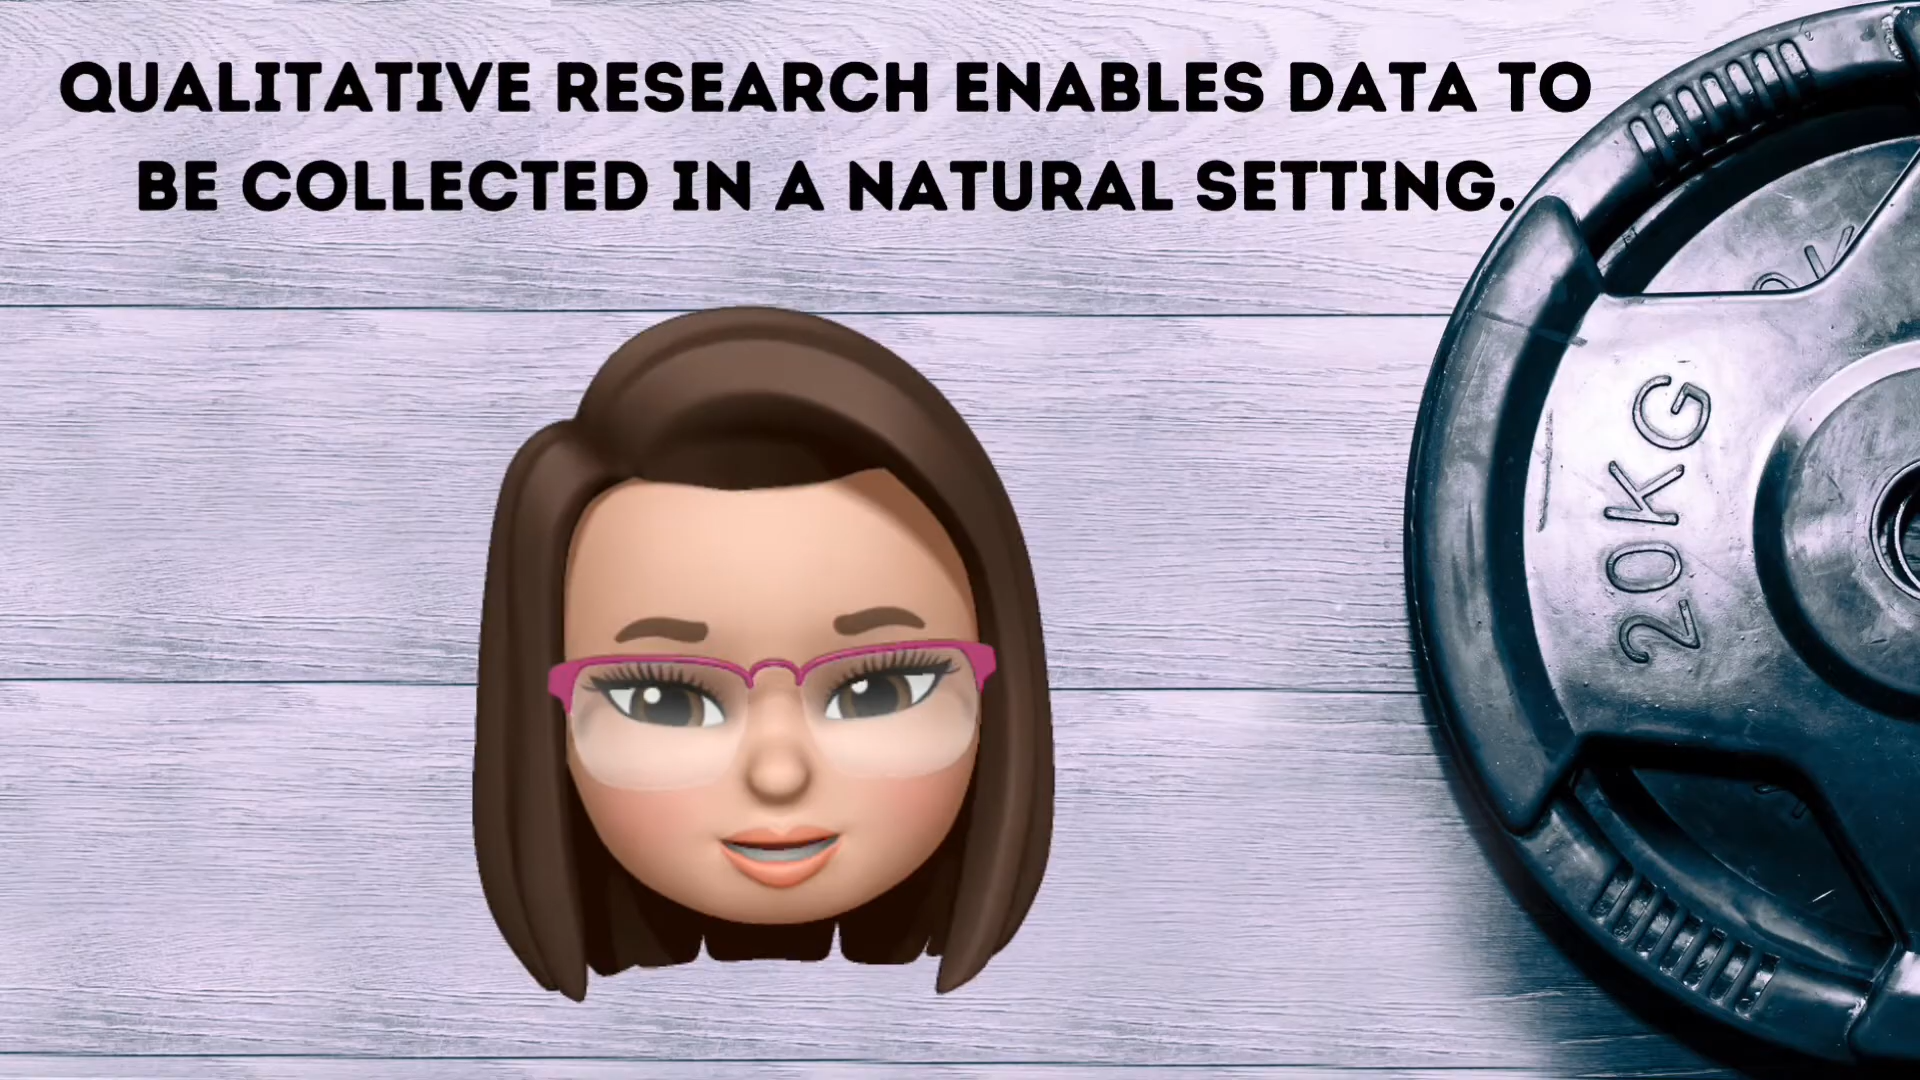 QUALITATIVE RESEARCH ENABLES DATA TO
BE COLLECTED IN A NATURAL SETTING.
20KG